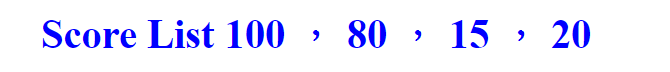 Score List 100 ， 80 ， 15 ， 20